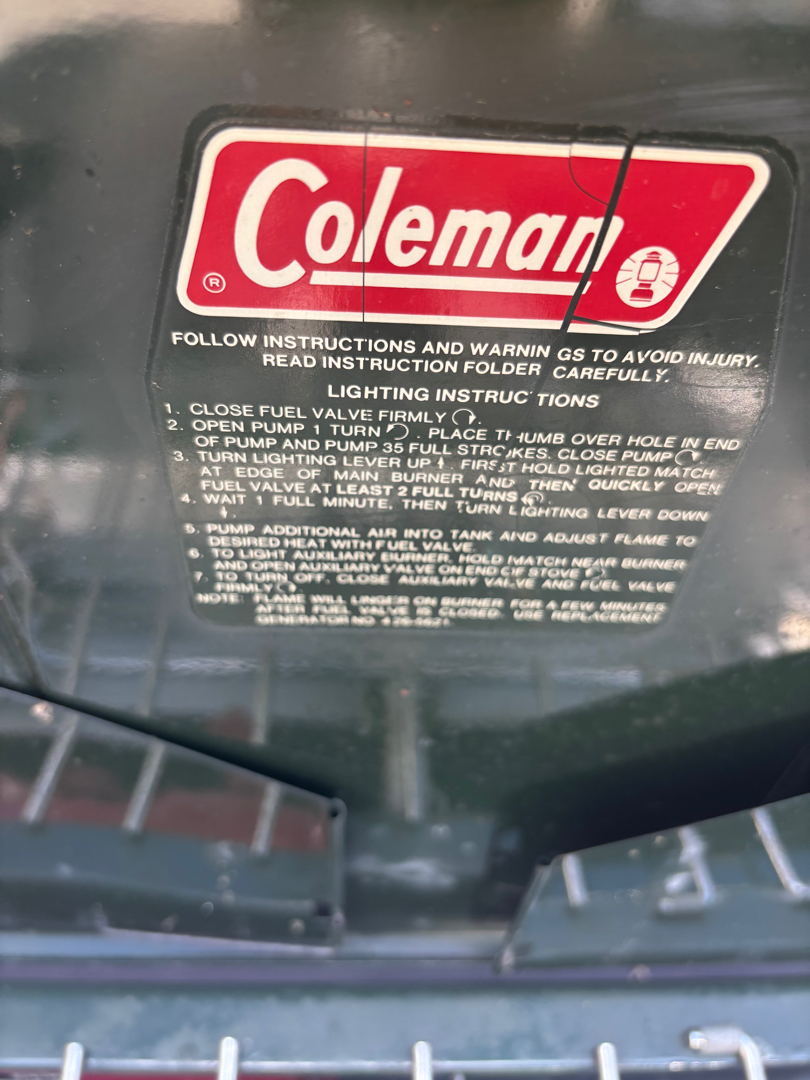 Coleman
®
FOLLOW INSTRUCTIONS AND WARNINGS TO AVOID INJURY.
READ INSTRUCTION FOLDER CAREFULLY.
LIGHTING INSTRUCTIONS
1. CLOSE FUEL VALVE FIRMLY ↷.
2. OPEN PUMP 1 TURN ↶. PLACE THUMB OVER HOLE IN END
OF PUMP AND PUMP 35 FULL STROKES. CLOSE PUMP ↷
3. TURN LIGHTING LEVER UP ↑. FIRST HOLD LIGHTED MATCH
AT EDGE OF MAIN BURNER AND THEN QUICKLY OPEN
FUEL VALVE AT LEAST 2 FULL TURNS ↶.
4. WAIT 1 FULL MINUTE, THEN TURN LIGHTING LEVER DOWN
↓.
5. PUMP ADDITIONAL AIR INTO TANK AND ADJUST FLAME TO
DESIRED HEAT WITH FUEL VALVE.
6. TO LIGHT AUXILIARY BURNER, HOLD MATCH NEAR BURNER
AND OPEN AUXILIARY VALVE ON END OF STOVE ↶.
7. TO TURN OFF, CLOSE AUXILIARY VALVE AND FUEL VALVE
FIRMLY ↷.
NOTE: FLAME WILL LINGER ON BURNER FOR A FEW MINUTES
AFTER FUEL VALVE IS CLOSED. USE REPLACEMENT
GENERATOR NO.